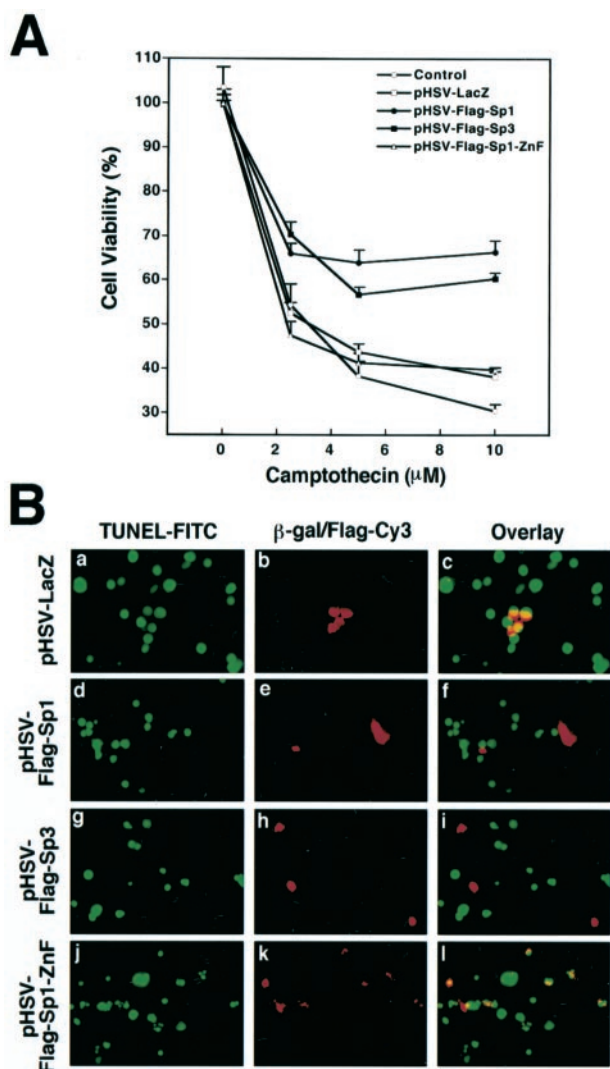 A
110
100
90
80
70
60
50
40
30
Cell Viability (%)
Control
pHSV-LacZ
pHSV-Flag-Sp1
pHSV-Flag-Sp3
pHSV-Flag-Sp1-ZnF
0 2 4 6 8 10
Camptothecin (μM)
B
TUNEL-FITC β-gal/Flag-Cy3 Overlay
pHSV-LacZ
a b c
pHSV-
Flag-Sp1
d e f
pHSV-
Flag-Sp3
g h i
pHSV-
Flag-Sp1-ZnF
j k l